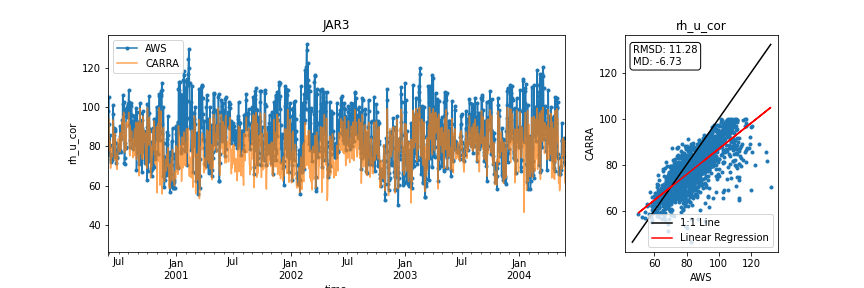 JAR3
AWS
CARRA
rh_u_cor
120
100
80
60
40
Jul
Jan
2001
Jul
Jan
2002
Jul
Jan
2003
Jul
Jan
2004
time
rh_u_cor
RMSD: 11.28
MD: -6.73
CARRA
120
100
80
60
1:1 Line
Linear Regression
60
80
100
120
AWS